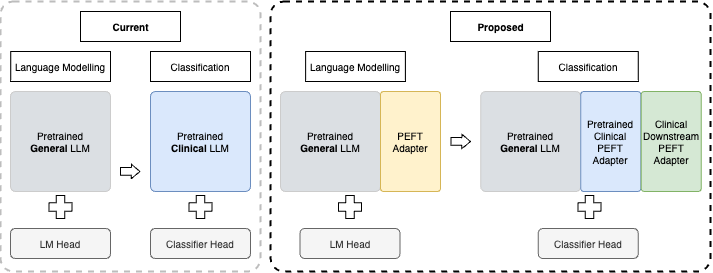 Current
Language Modelling
Classification
Pretrained
General LLM
Pretrained
Clinical LLM
LM Head
Classifier Head
Proposed
Language Modelling
Classification
Pretrained
General LLM
PEFT
Adapter
Pretrained
General LLM
Pretrained
Clinical
PEFT
Adapter
Clinical
Downstream
PEFT
Adapter
LM Head
Classifier Head